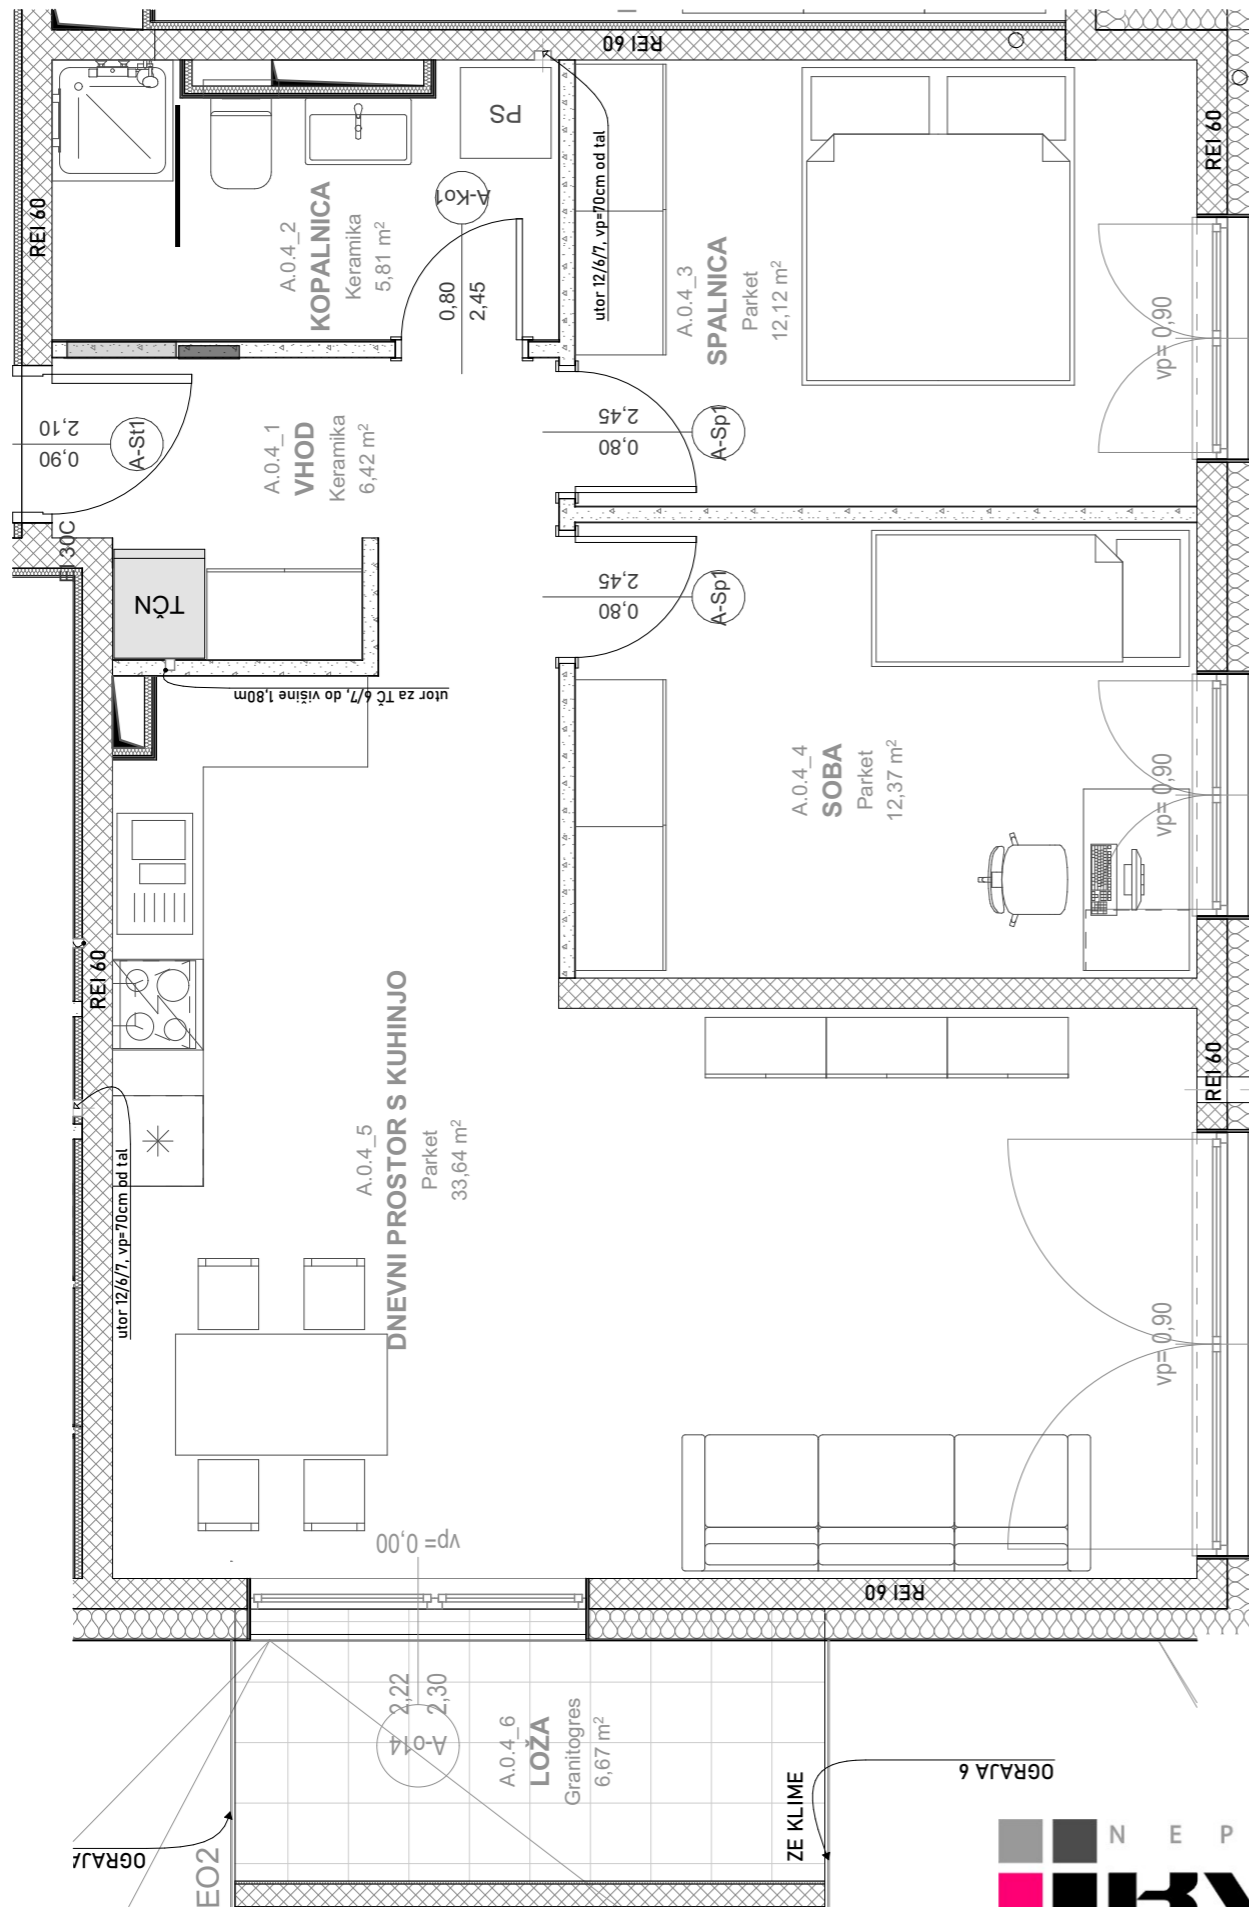 REI 60
REI 60
REI 60
PS
A-Ko1
0,80
2,45
A.0.4_2
KOPALNICA
Keramika
5,81 m²
utor 12/6/7, vp=70cm od tal
A.0.4_3
SPALNICA
Parket
12,12 m²
vp= 0,90
0,90
2,10
A-St1
A.0.4_1
VHOD
Keramika
6,42 m²
0,80
2,45
A-Sp1
30C
TČN
utor za TČ 6/7, do višine 1,80m
0,80
2,45
A-Sp1
A.0.4_4
SOBA
Parket
12,37 m²
vp= 0,90
REI 60
REI 60
utor 12/6/7, vp=70cm od tal
A.0.4_5
DNEVNI PROSTOR S KUHINJO
Parket
33,64 m²
vp= 0,90
vp= 0,00
REI 60
2,22
2,30
A-o14
A.0.4_6
LOŽA
Granitogres
6,67 m²
OGRAJA
EO2
ZE KLIME
OGRAJA 6
N E P